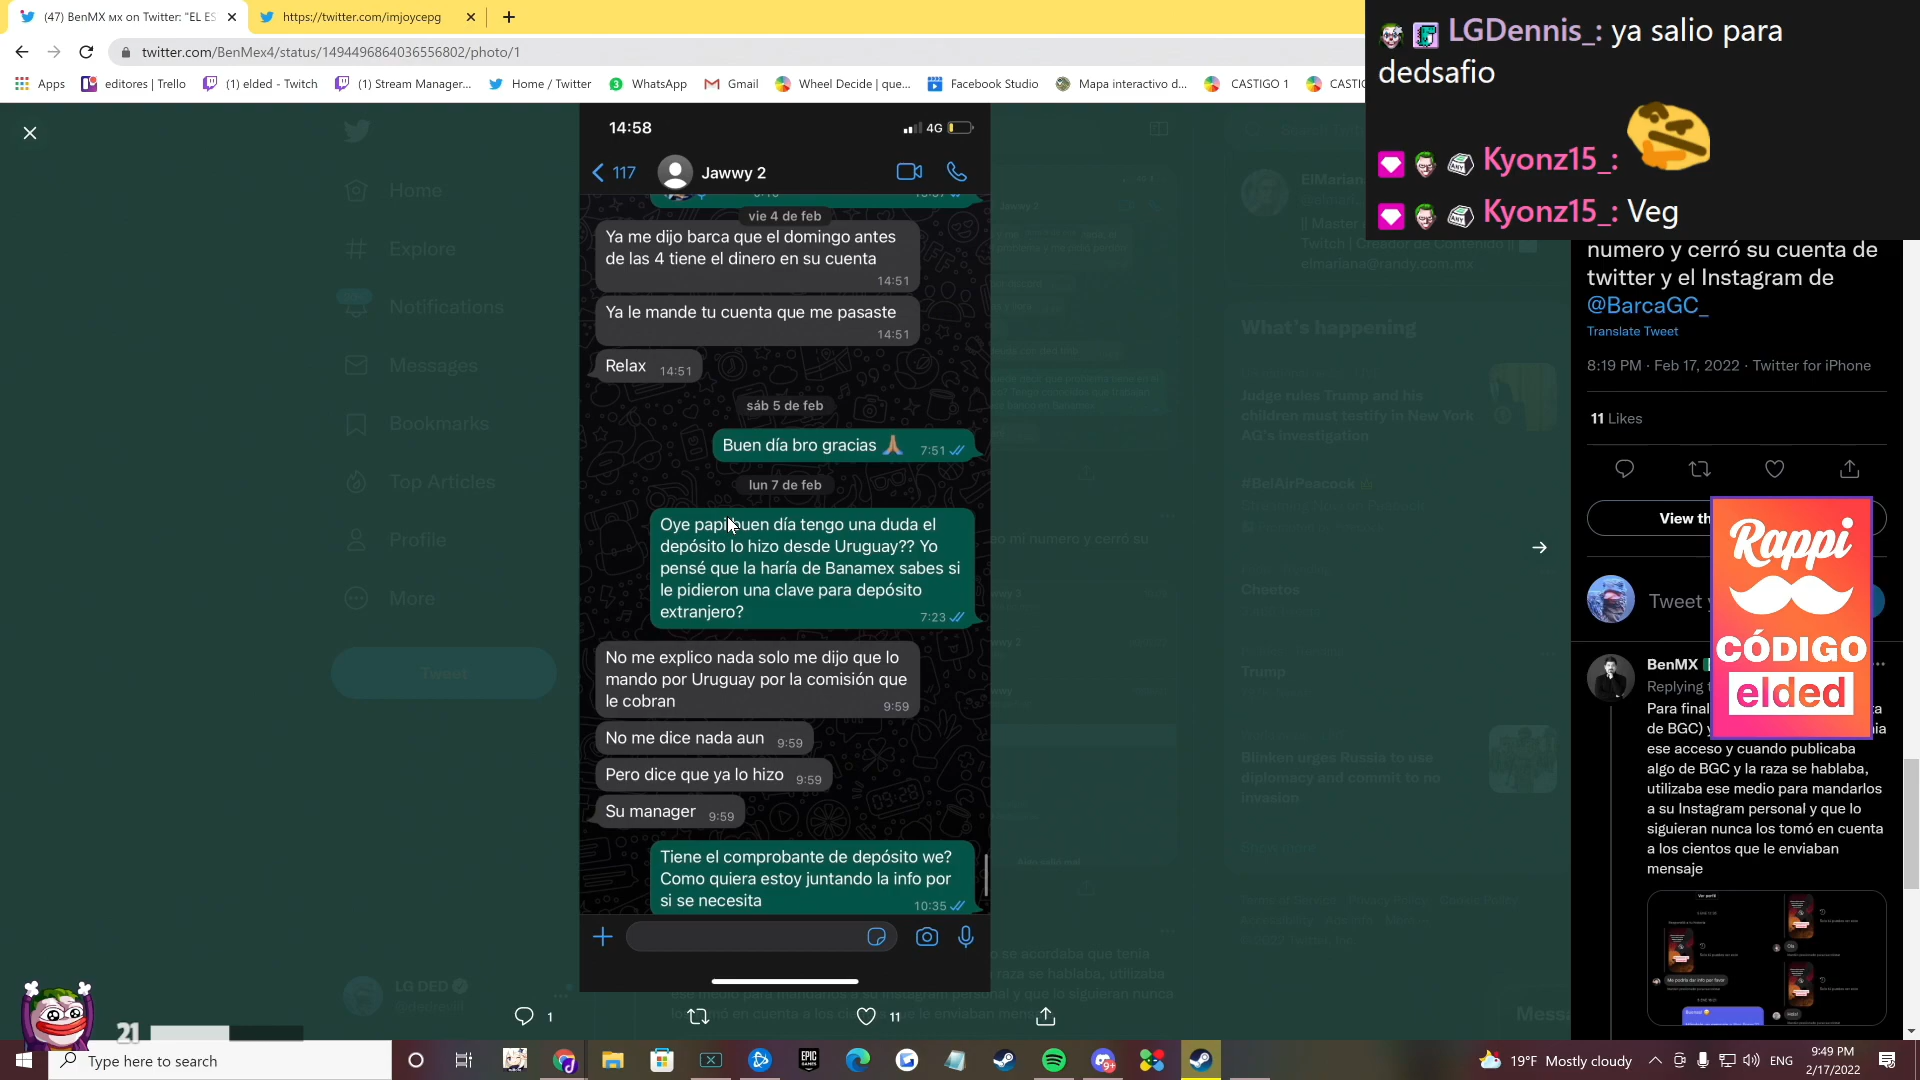 (47) BenMX мx on Twitter: "EL ES
https://twitter.com/imjoycepg
twitter.com/BenMex4/status/1494496864036556802/photo/1
Apps
editores | Trello
(1) elded - Twitch
(1) Stream Manager...
Home / Twitter
WhatsApp
Gmail
Wheel Decide | que...
Facebook Studio
Mapa interactivo d...
CASTIGO 1
LGDennis_: ya salio para
dedsafio
Kyonz15_:
Kyonz15_: Veg
Home
Explore
Notifications
Messages
Bookmarks
Top Articles
Profile
More
Tweet
LG DED
14:58
4G
117
Jawwy 2
vie 4 de feb
Ya me dijo barca que el domingo antes
de las 4 tiene el dinero en su cuenta
14:51
Ya le mande tu cuenta que me pasaste
14:51
Relax 14:51
sáb 5 de feb
Buen día bro gracias 🙏🏽 7:51
lun 7 de feb
Oye papi buen día tengo una duda el
depósito lo hizo desde Uruguay?? Yo
pensé que la haría de Banamex sabes si
le pidieron una clave para depósito
extranjero? 7:23
No me explico nada solo me dijo que lo
mando por Uruguay por la comisión que
le cobran 9:59
No me dice nada aun 9:59
Pero dice que ya lo hizo 9:59
Su manager 9:59
Tiene el comprobante de depósito we?
Como quiera estoy juntando la info por
si se necesita 10:35
1
11
What's happening
Judge rules Trump and his
children must testify in New York
AG's investigation
#BelAirPeacock
Cheetos
Trump
Blinken urges Russia to use
diplomacy and commit to no
invasion
Show more
numero y cerró su cuenta de
twitter y el Instagram de
@BarcaGC_
Translate Tweet
8:19 PM · Feb 17, 2022 · Twitter for iPhone
11 Likes
View th
Tweet y
Rappi
CÓDIGO
elded
BenMX
Replying
Para final
de BGC) y
ese acceso y cuando publicaba
algo de BGC y la raza se hablaba,
utilizaba ese medio para mandarlos
a su Instagram personal y que lo
siguieran nunca los tomó en cuenta
a los cientos que le enviaban
mensaje
21
Type here to search
19°F Mostly cloudy
ENG
9:49 PM
2/17/2022